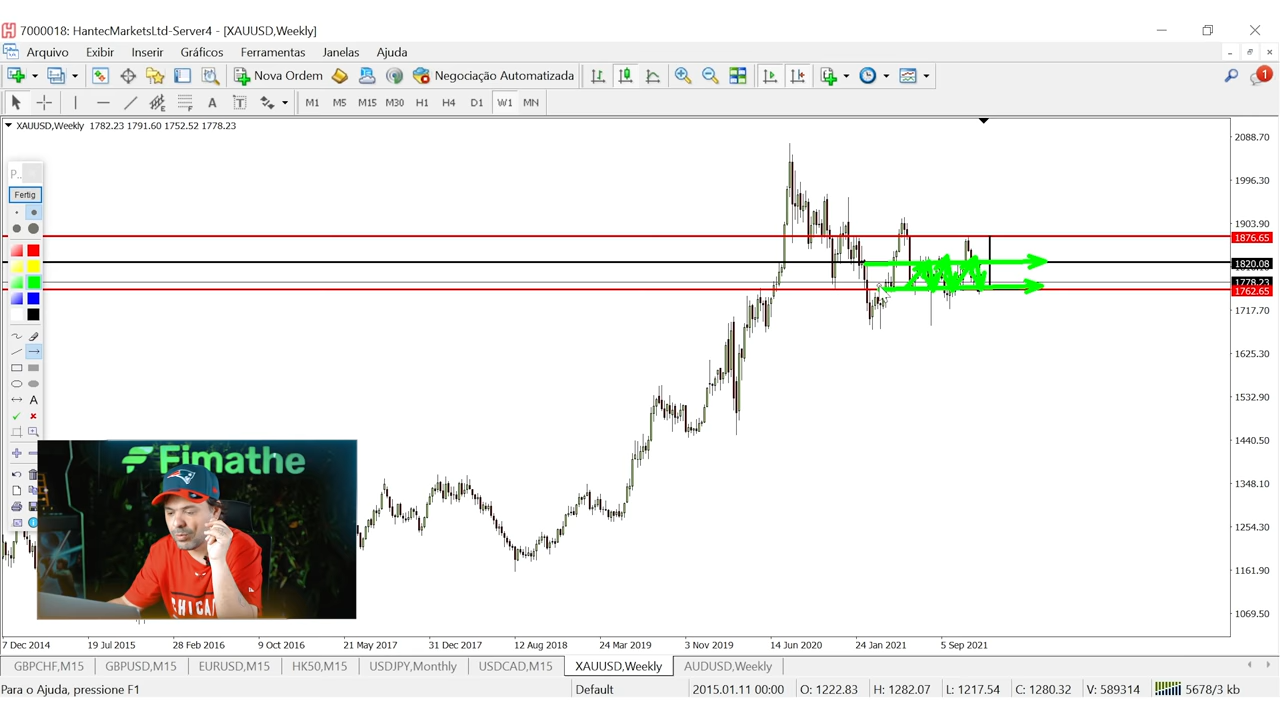 7000018: HantecMarketsLtd-Server4 - [XAUUSD,Weekly]
Arquivo Exibir Inserir Gráficos Ferramentas Janelas Ajuda
Nova Ordem Negociação Automatizada 1
A T M1 M5 M15 M30 H1 H4 D1 W1 MN
XAUUSD,Weekly 1782.23 1791.60 1752.52 1778.23
2088.70
P..
1996.30
Fertig
1903.90
1876.65
1820.08
1778.23
1762.65
1717.70
1625.30
A
1532.90
1440.50
Fimathe
1348.10
1254.30
1161.90
CHICA
1069.50
7 Dec 2014 19 Jul 2015 28 Feb 2016 9 Oct 2016 21 May 2017 31 Dec 2017 12 Aug 2018 24 Mar 2019 3 Nov 2019 14 Jun 2020 24 Jan 2021 5 Sep 2021
GBPCHF,M15 GBPUSD,M15 EURUSD,M15 HK50,M15 USDJPY,Monthly USDCAD,M15 XAUUSD,Weekly AUDUSD,Weekly
Para o Ajuda, pressione F1 Default 2015.01.11 00:00 O: 1222.83 H: 1282.07 L: 1217.54 C: 1280.32 V: 589314 5678/3 kb